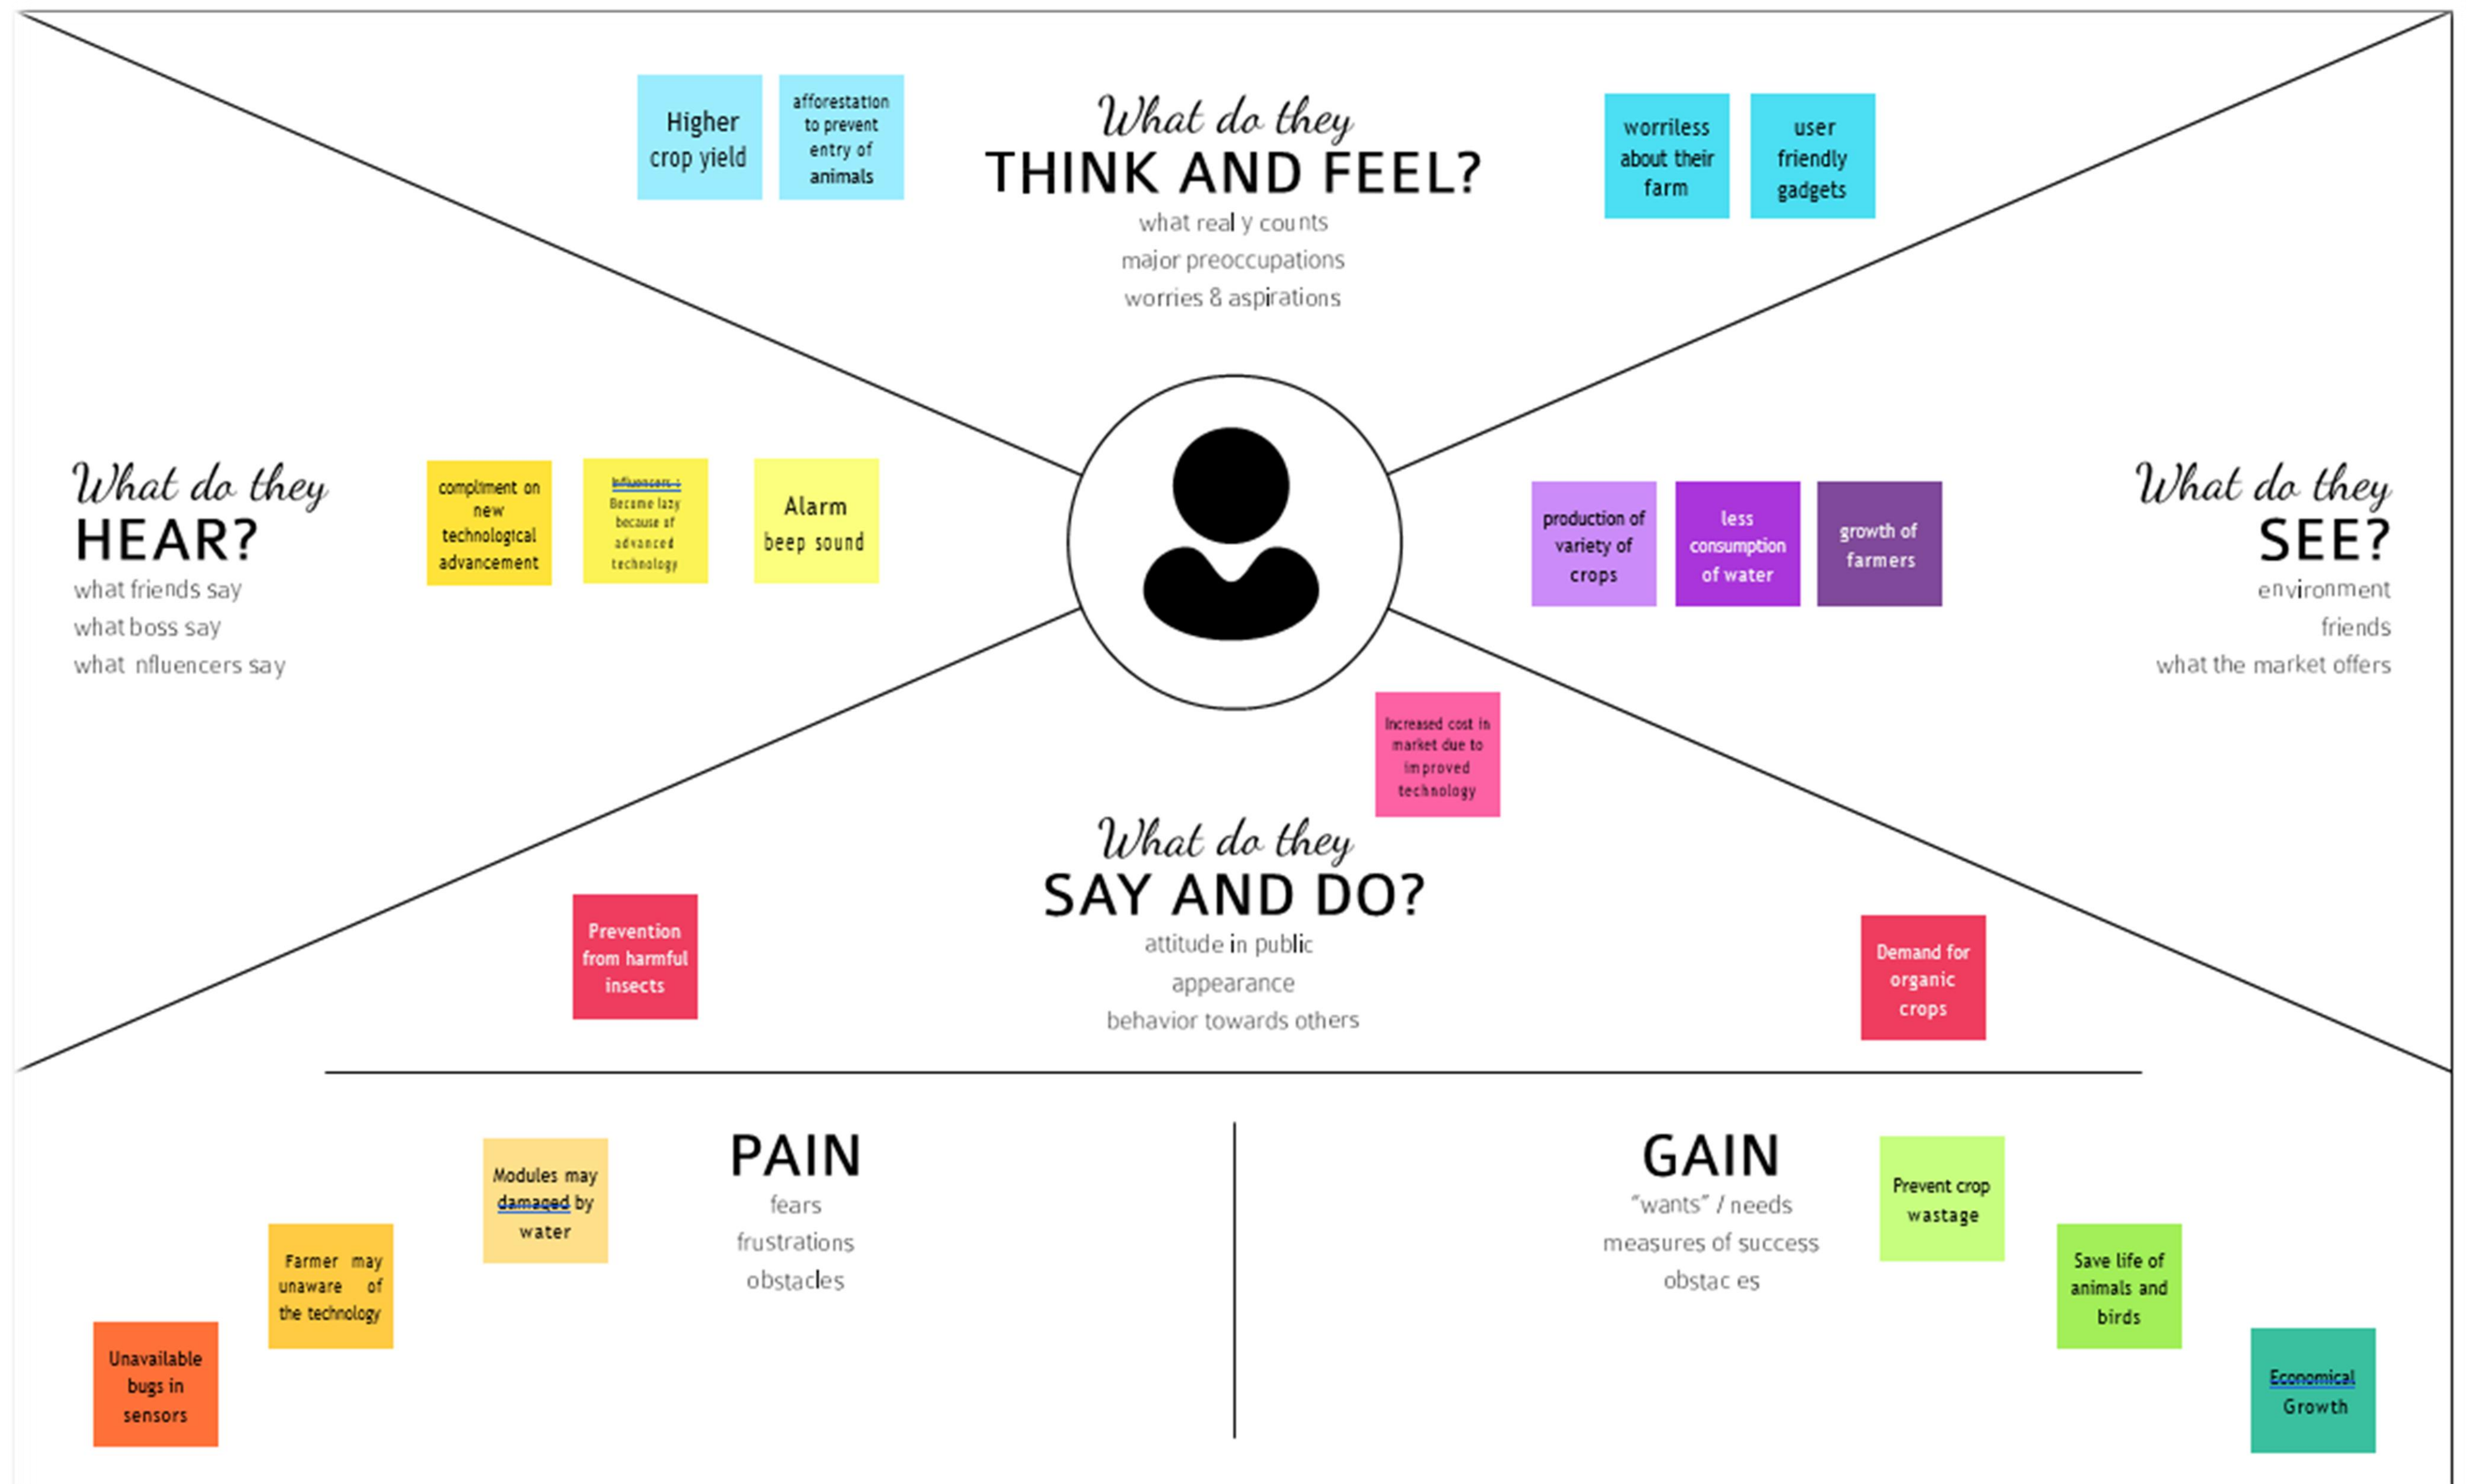 Higher
crop yield
afforestation
to prevent
entry of
animals
What do they
THINK AND FEEL?
what real y counts
major preoccupations
worries & aspirations
worriless
about their
farm
user
friendly
gadgets
What do they
HEAR?
what friends say
what boss say
what nfluencers say
compliment on
new
technological
advancement
Influencers :
Become lazy
because of
advanced
technology
Alarm
beep sound
production of
variety of
crops
less
consumption
of water
growth of
farmers
What do they
SEE?
environment
friends
what the market offers
Increased cost in
market due to
improved
technology
What do they
SAY AND DO?
attitude in public
appearance
behavior towards others
Prevention
from harmful
insects
Demand for
organic
crops
PAIN
fears
frustrations
obstacles
Modules may
damaged by
water
Farmer may
unaware of
the technology
Unavailable
bugs in
sensors
GAIN
“wants” / needs
measures of success
obstac es
Prevent crop
wastage
Save life of
animals and
birds
Economical
Growth